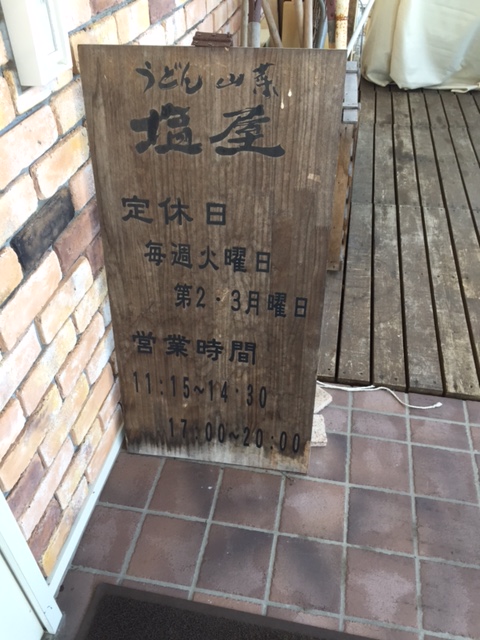 うどん 山菜
塩屋
定休日
毎週火曜日
第2・3月曜日
営業時間
11:15~14:30
17:00~20:00